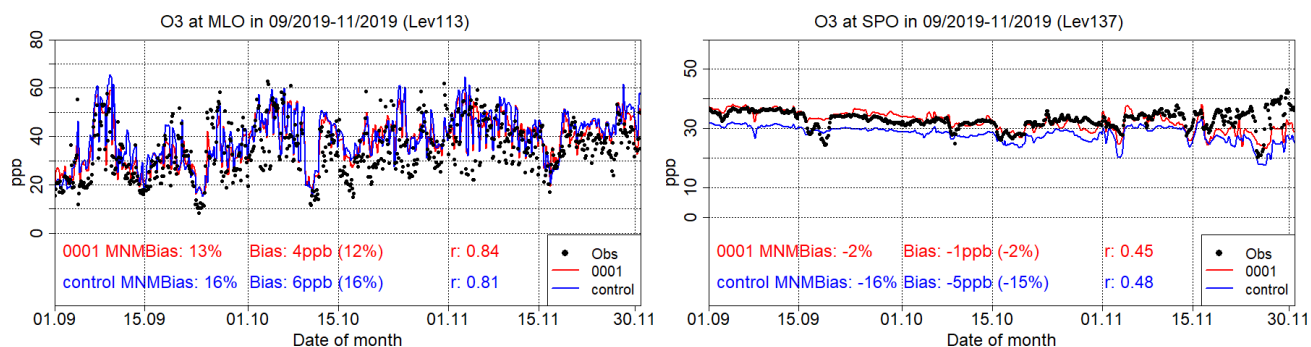 O3 at MLO in 09/2019-11/2019 (Lev113)
80
60
40
20
0
ppp
0001 MNMBias: 13% Bias: 4ppb (12%) r: 0.84
control MNMBias: 16% Bias: 6ppb (16%) r: 0.81
Obs
0001
control
01.09 15.09 01.10 15.10 01.11 15.11 30.11
Date of month
O3 at SPO in 09/2019-11/2019 (Lev137)
50
30
10
0
ppp
0001 MNMBias: -2% Bias: -1ppb (-2%) r: 0.45
control MNMBias: -16% Bias: -5ppb (-15%) r: 0.48
Obs
0001
control
01.09 15.09 01.10 15.10 01.11 15.11 30.11
Date of month